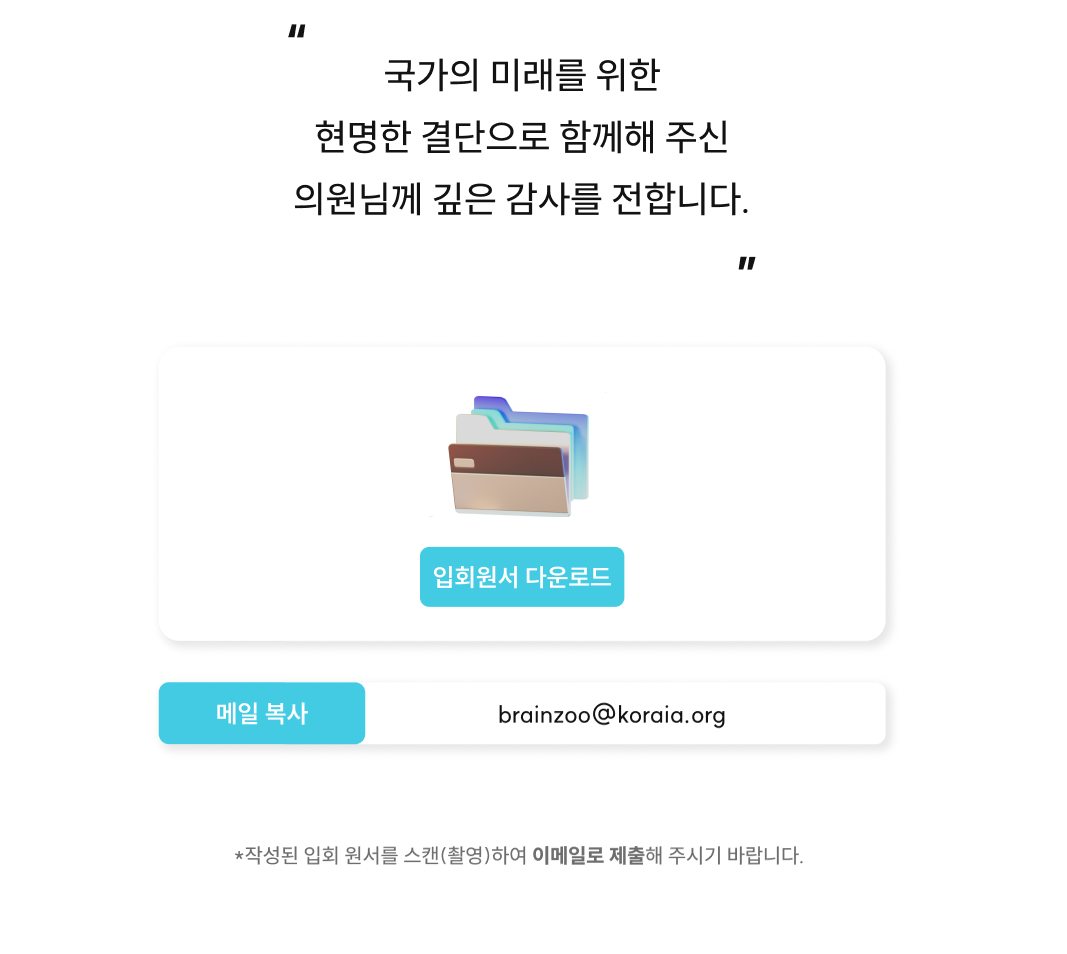 "
국가의 미래를 위한
현명한 결단으로 함께해 주신
의원님께 깊은 감사를 전합니다.
"
입회원서 다운로드
메일 복사 brainzoo@koraia.org
*작성된 입회 원서를 스캔(촬영)하여 이메일로 제출해 주시기 바랍니다.